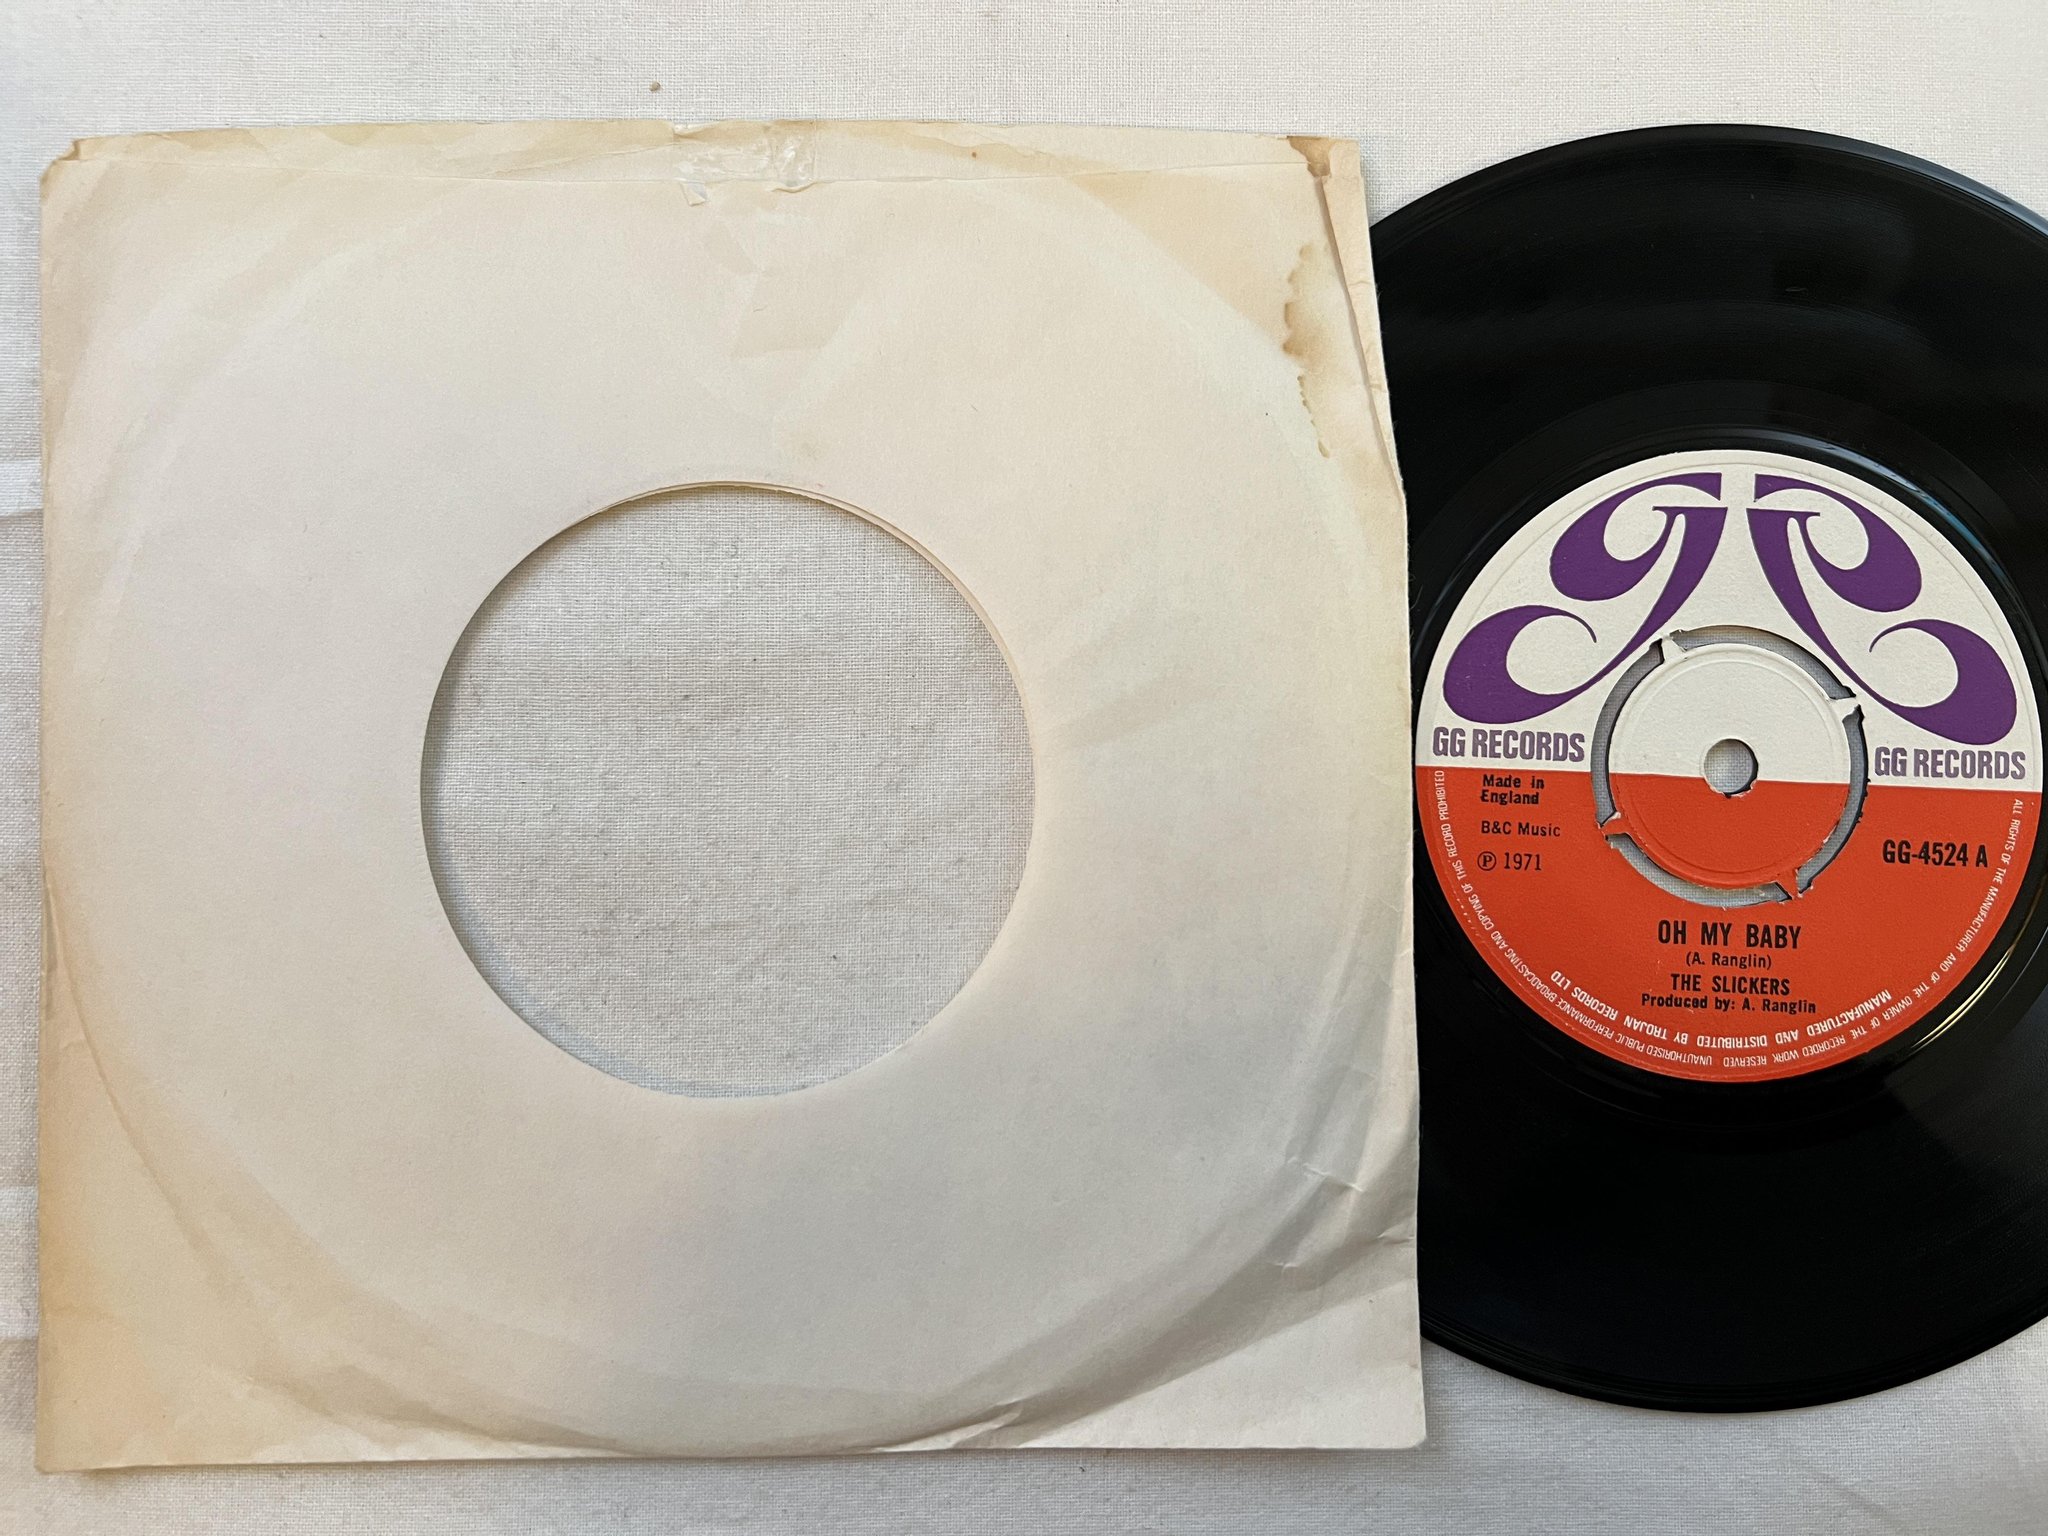 GG RECORDS
GG RECORDS
Made in
England
B&C Music
Ⓟ 1971
GG-4524 A
OH MY BABY
(A. Ranglin)
THE SLICKERS
Produced by: A. Ranglin
MANUFACTURED AND DISTRIBUTED BY TROJAN RECORDS LTD
ALL RIGHTS OF THE MANUFACTURER AND OF THE OWNER OF THE RECORDED WORK RESERVED · UNAUTHORISED PUBLIC PERFORMANCE BROADCASTING AND COPYING OF THIS RECORD PROHIBITED